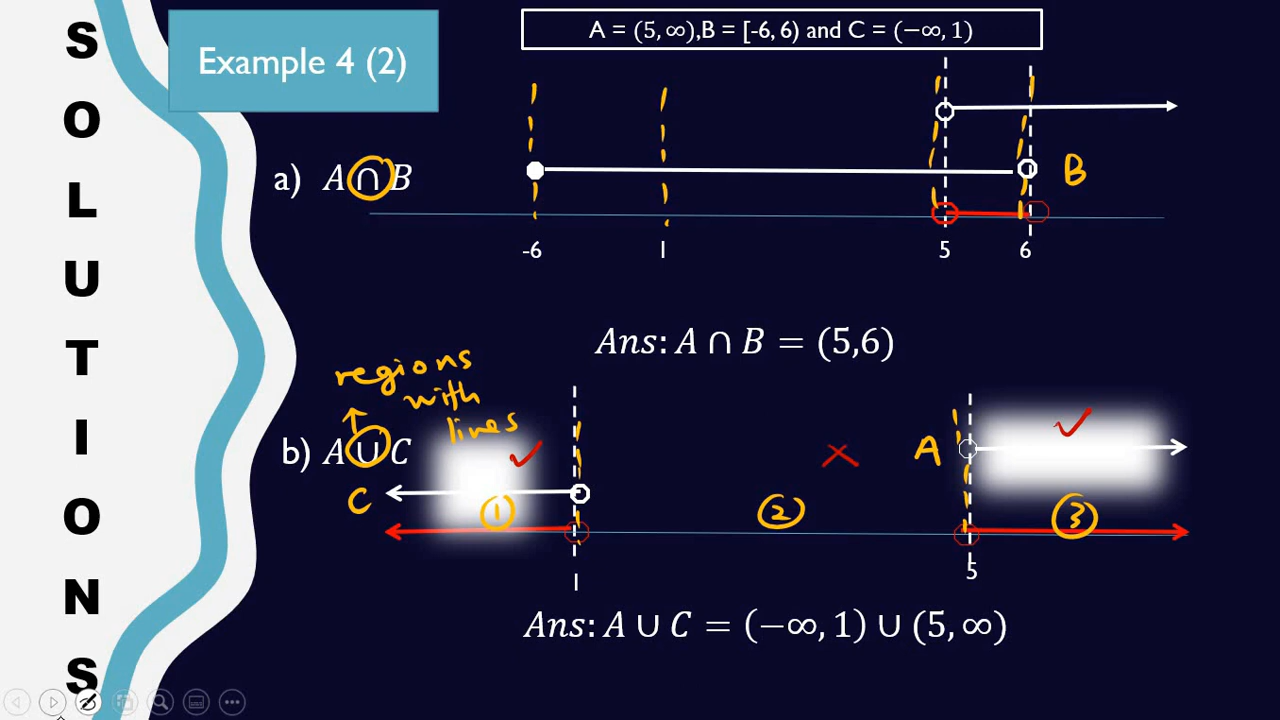 SOLUTIONS
Example 4 (2)
A = (5, ∞),B = [-6, 6) and C = (−∞, 1)
a) A ∩ B
B
-6 1 5 6
Ans: A ∩ B = (5,6)
regions
with
lines
b) A ∪ C
A
C
1 2 3
1 5
Ans: A ∪ C = (−∞, 1) ∪ (5, ∞)